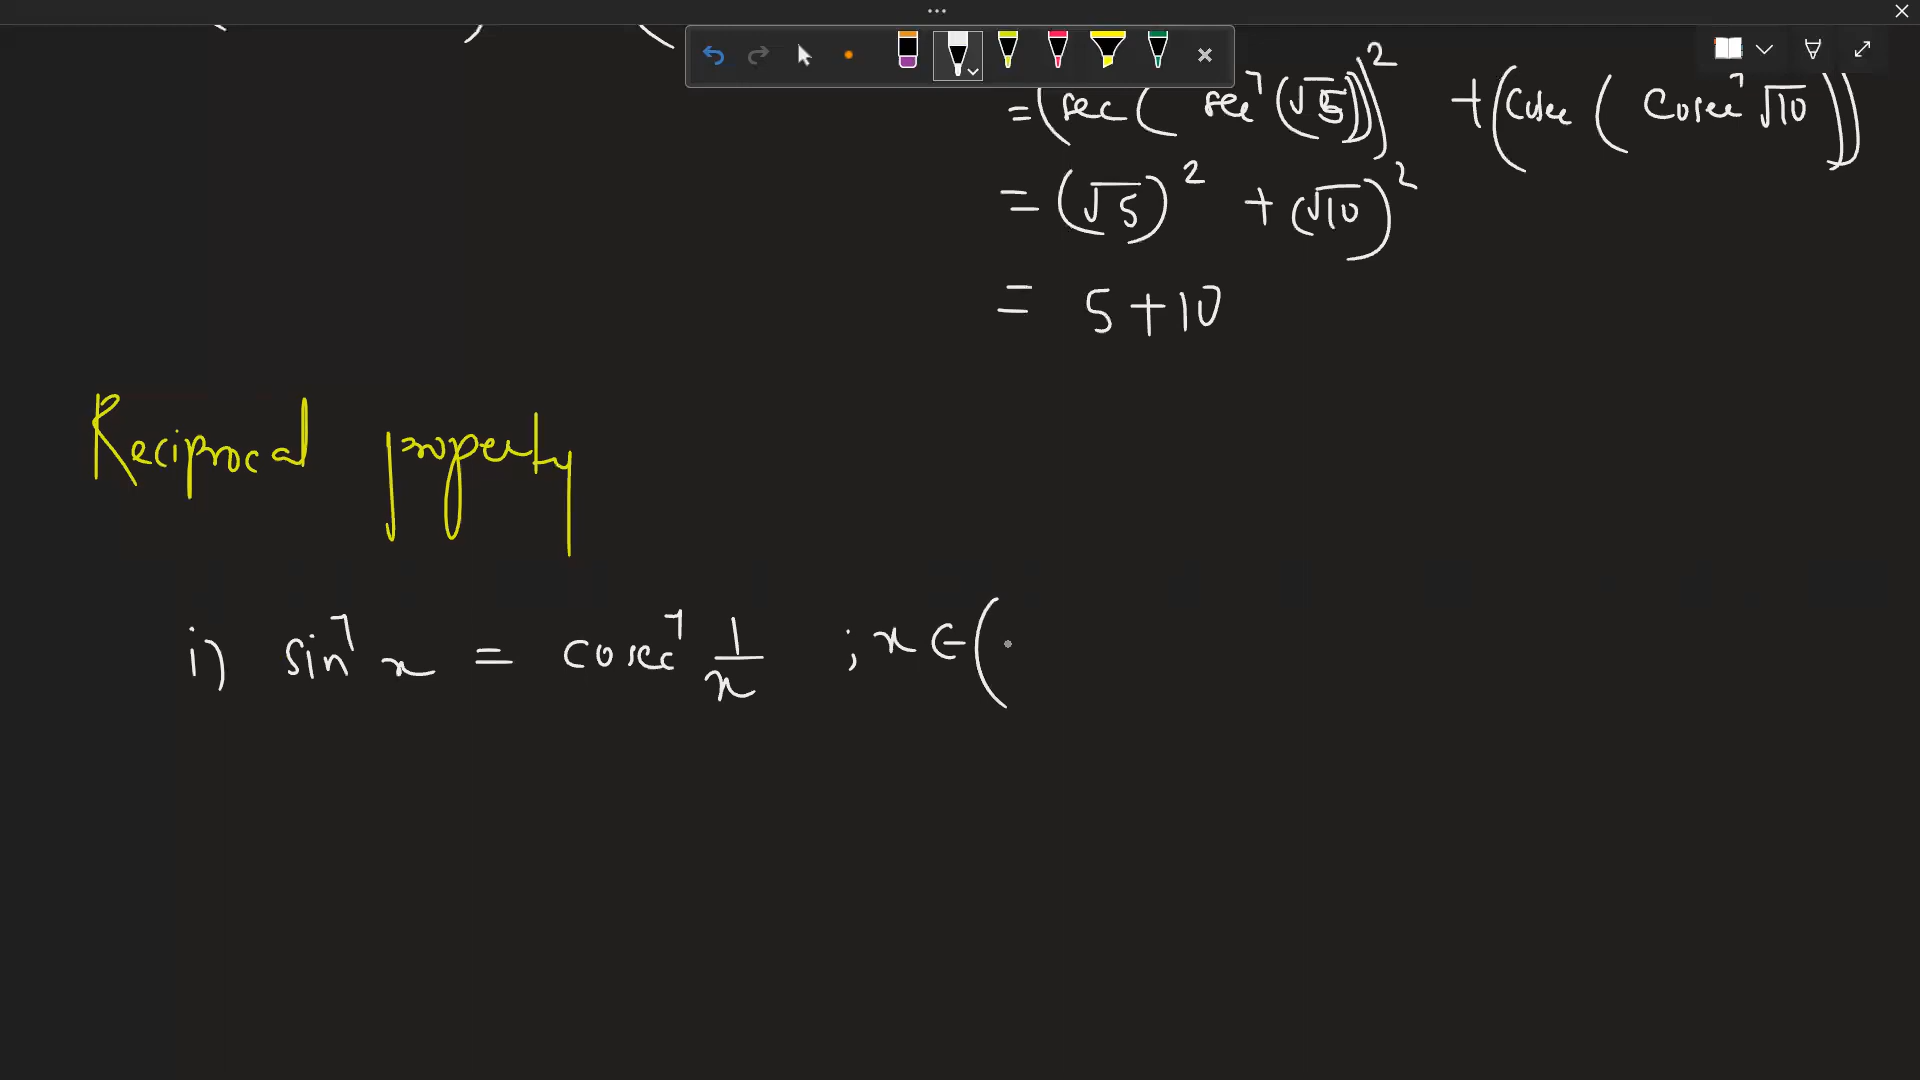 = (sec ( sec⁻¹ (√5)))² + (cosec ( cosec⁻¹ √10 ))
= (√5)² + (√10)²
= 5+10
Reciprocal property
i) sin⁻¹ x = cosec⁻¹ 1/x ; x ∈ (